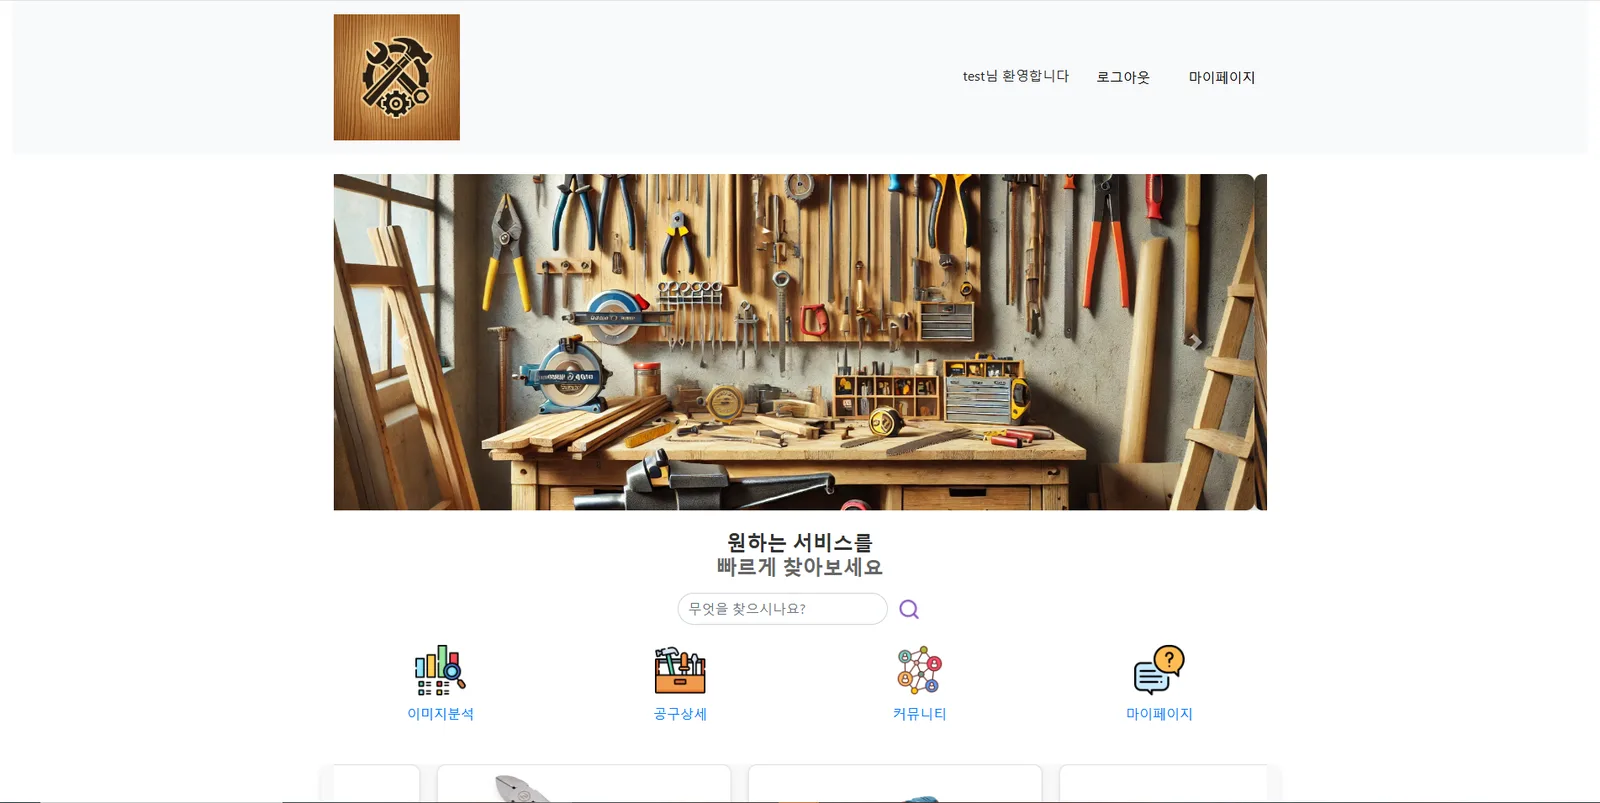 test님 환영합니다
로그아웃
마이페이지
원하는 서비스를
빠르게 찾아보세요
무엇을 찾으시나요?
이미지분석
공구상세
커뮤니티
마이페이지